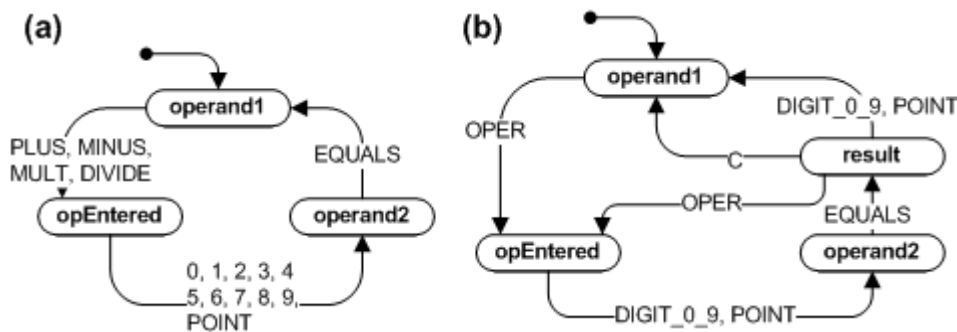 (a)
operand1
PLUS, MINUS,
MULT, DIVIDE
EQUALS
opEntered
operand2
0, 1, 2, 3, 4
5, 6, 7, 8, 9,
POINT
(b)
operand1
OPER
DIGIT_0_9, POINT
result
C
OPER
EQUALS
opEntered
operand2
DIGIT_0_9, POINT